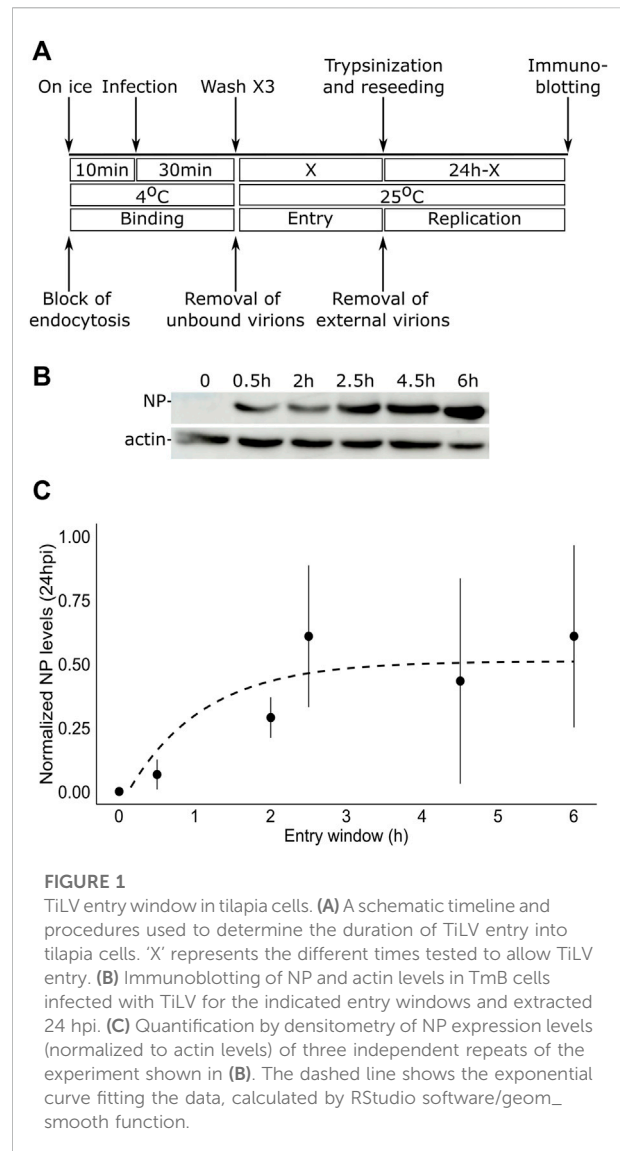 A
Trypsinization
and reseeding
Immuno-
blotting
On ice Infection
Wash X3
10min 30min X 24h-X
4°C 25°C
Binding Entry Replication
Block of
endocytosis
Removal of
unbound virions
Removal of
external virions
B
0 0.5h 2h 2.5h 4.5h 6h
NP-
actin-
C
Normalized NP levels (24hpi)
1.00
0.75
0.50
0.25
0.00
0 1 2 3 4 5 6
Entry window (h)
FIGURE 1
TiLV entry window in tilapia cells. (A) A schematic timeline and
procedures used to determine the duration of TiLV entry into
tilapia cells. ‘X’ represents the different times tested to allow TiLV
entry. (B) Immunoblotting of NP and actin levels in TmB cells
infected with TiLV for the indicated entry windows and extracted
24 hpi. (C) Quantification by densitometry of NP expression levels
(normalized to actin levels) of three independent repeats of the
experiment shown in (B). The dashed line shows the exponential
curve fitting the data, calculated by RStudio software/geom_
smooth function.